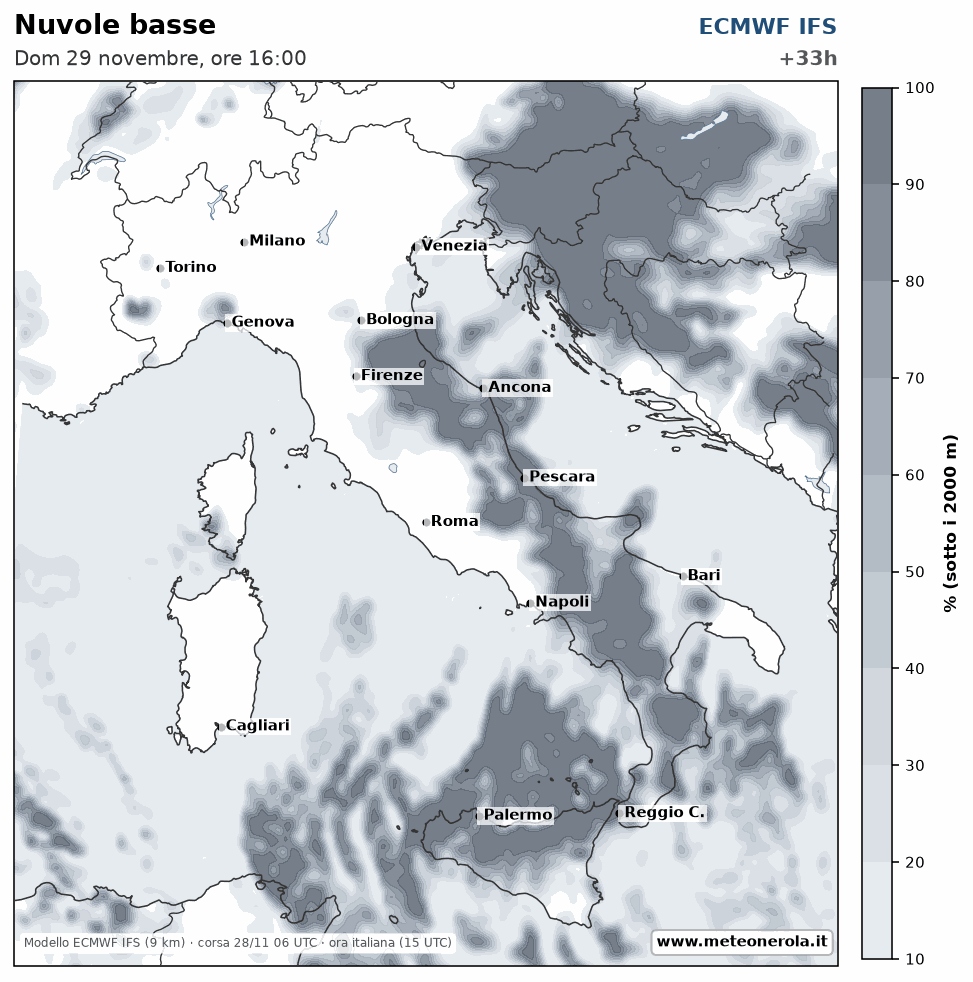 Nuvole basse
ECMWF IFS
Dom 29 novembre, ore 16:00
+33h
100
90
80
70
60
50
40
30
20
10
% (sotto i 2000 m)
Milano
Venezia
Torino
Genova
Bologna
Firenze
Ancona
Pescara
Roma
Bari
Napoli
Cagliari
Palermo
Reggio C.
Modello ECMWF IFS (9 km) · corsa 28/11 06 UTC · ora italiana (15 UTC)
www.meteonerola.it